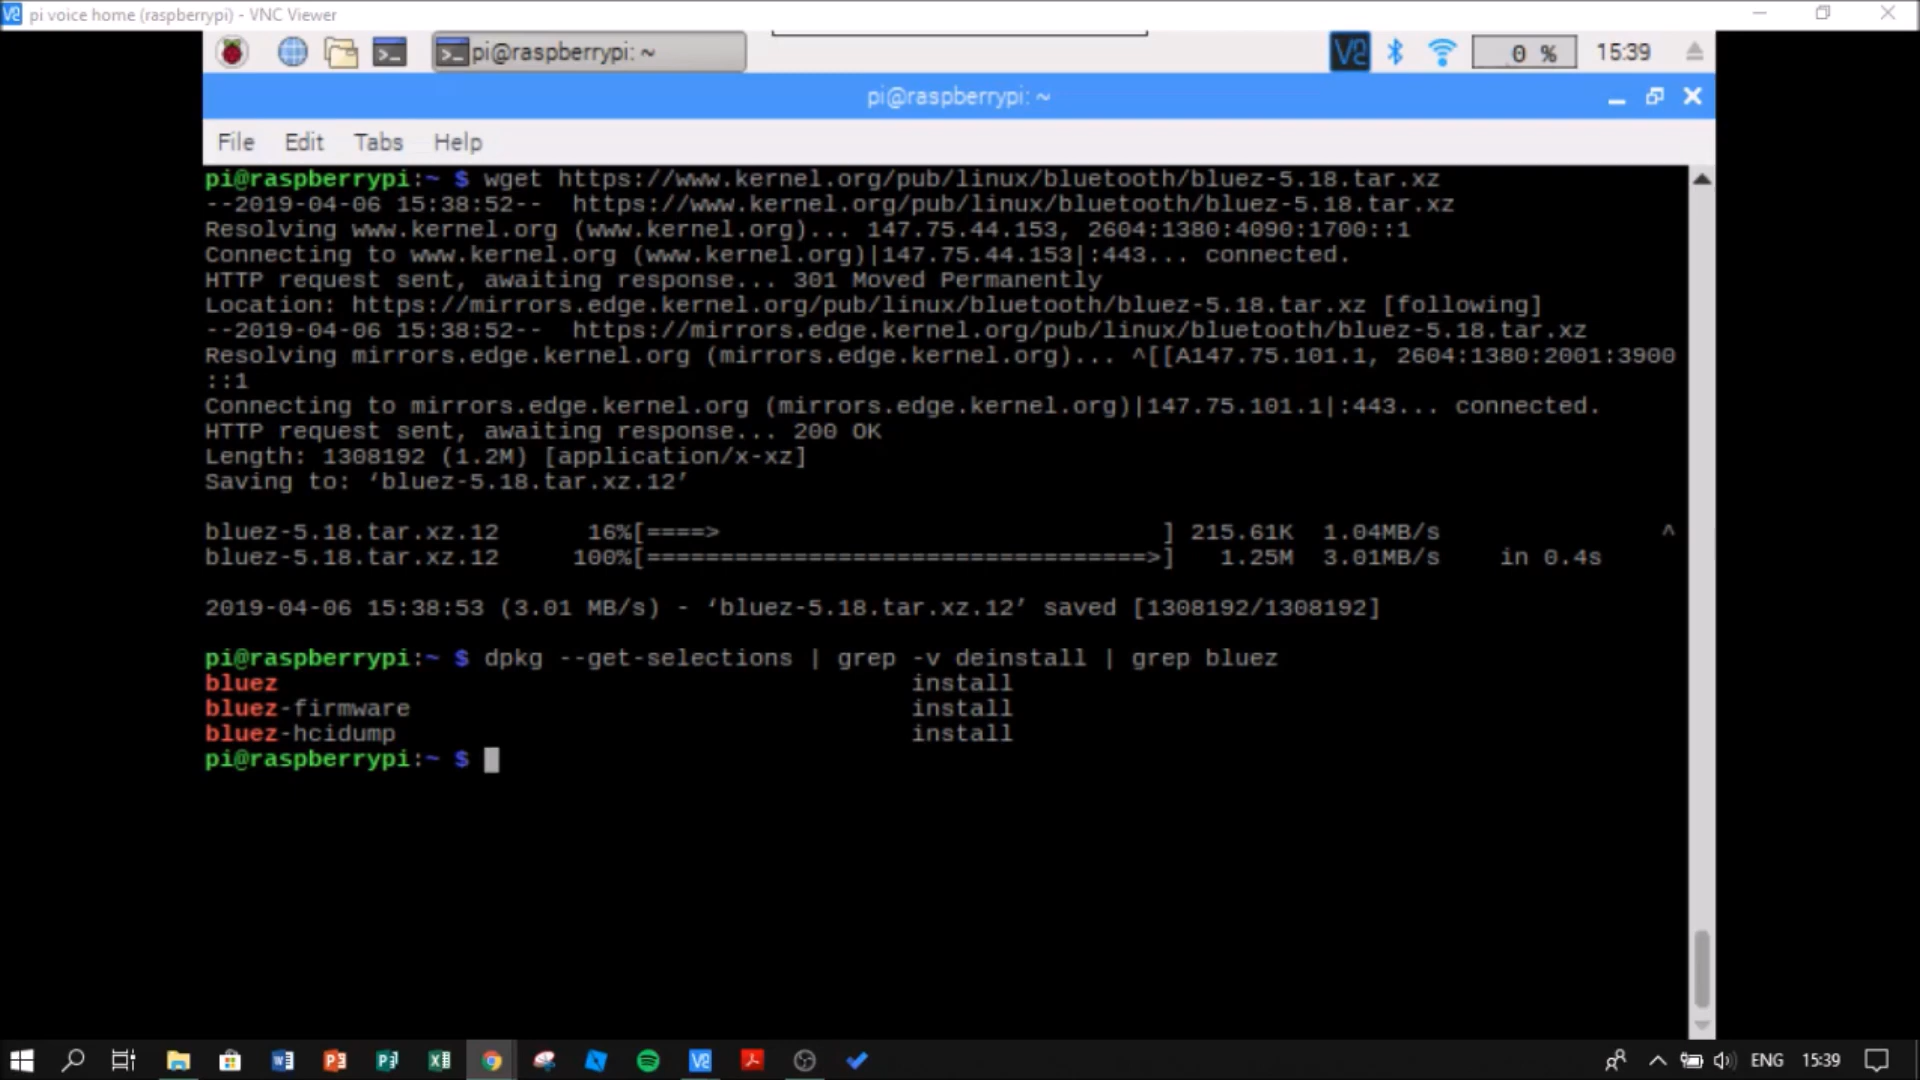 pi voice home (raspberrypi) - VNC Viewer
pi@raspberrypi: ~
0 %
15:39
pi@raspberrypi: ~
File Edit Tabs Help
pi@raspberrypi:~ $ wget https://www.kernel.org/pub/linux/bluetooth/bluez-5.18.tar.xz
--2019-04-06 15:38:52--  https://www.kernel.org/pub/linux/bluetooth/bluez-5.18.tar.xz
Resolving www.kernel.org (www.kernel.org)... 147.75.44.153, 2604:1380:4090:1700::1
Connecting to www.kernel.org (www.kernel.org)|147.75.44.153|:443... connected.
HTTP request sent, awaiting response... 301 Moved Permanently
Location: https://mirrors.edge.kernel.org/pub/linux/bluetooth/bluez-5.18.tar.xz [following]
--2019-04-06 15:38:52--  https://mirrors.edge.kernel.org/pub/linux/bluetooth/bluez-5.18.tar.xz
Resolving mirrors.edge.kernel.org (mirrors.edge.kernel.org)... ^[[A147.75.101.1, 2604:1380:2001:3900
::1
Connecting to mirrors.edge.kernel.org (mirrors.edge.kernel.org)|147.75.101.1|:443... connected.
HTTP request sent, awaiting response... 200 OK
Length: 1308192 (1.2M) [application/x-xz]
Saving to: ‘bluez-5.18.tar.xz.12’
bluez-5.18.tar.xz.12      16%[====>                              ] 215.61K  1.04MB/s               ^
bluez-5.18.tar.xz.12     100%[==================================>]   1.25M  3.01MB/s    in 0.4s
2019-04-06 15:38:53 (3.01 MB/s) - ‘bluez-5.18.tar.xz.12’ saved [1308192/1308192]
pi@raspberrypi:~ $ dpkg --get-selections | grep -v deinstall | grep bluez
bluez                                           install
bluez-firmware                                  install
bluez-hcidump                                   install
pi@raspberrypi:~ $
ENG 15:39